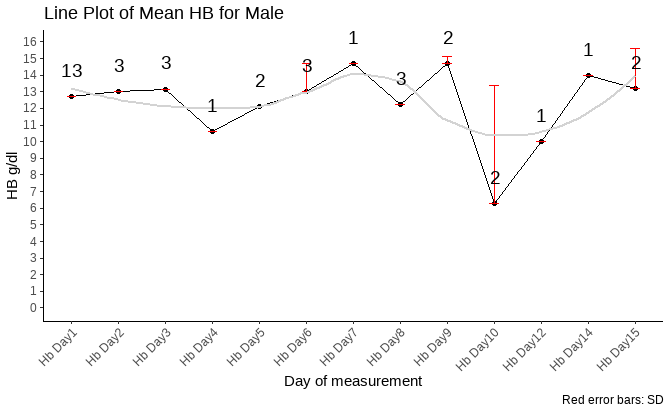 Line Plot of Mean HB for Male
HB g/dl
16
15
14
13
12
11
10
9
8
7
6
5
4
3
2
1
0
13 3 3 1 2 3 1 3 2 2 1 1 2
Hb Day1 Hb Day2 Hb Day3 Hb Day4 Hb Day5 Hb Day6 Hb Day7 Hb Day8 Hb Day9 Hb Day10 Hb Day12 Hb Day14 Hb Day15
Day of measurement
Red error bars: SD